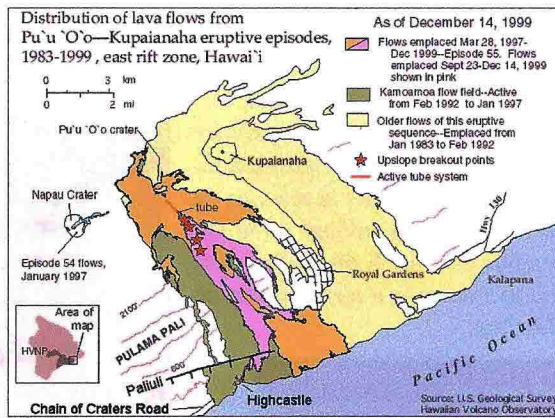 Distribution of lava flows from
Pu`u `O`o—Kupaianaha eruptive episodes,
1983-1999, east rift zone, Hawai`i
As of December 14, 1999
Flows emplaced Mar 28, 1997-
Dec 1999--Episode 55. Flows
emplaced Sept 23-Dec 14, 1999
shown in pink
Kamoamoa flow field--Active
from Feb 1992 to Jan 1997
Older flows of this eruptive
sequence--Emplaced from
Jan 1983 to Feb 1992
Upslope breakout points
Active tube system
0 3
km
0 2
mi
Pu`u `O`o crater
Kupaianaha
Napau Crater
tube
Episode 54 flows,
January 1997
Hwy 130
Royal Gardens
Kalapana
2100'
PULAMA PALI
600'
Paliuli
Area of
map
HVNP
Pacific Ocean
Highcastle
Chain of Craters Road
Source: U.S. Geological Survey
Hawaiian Volcano Observatory